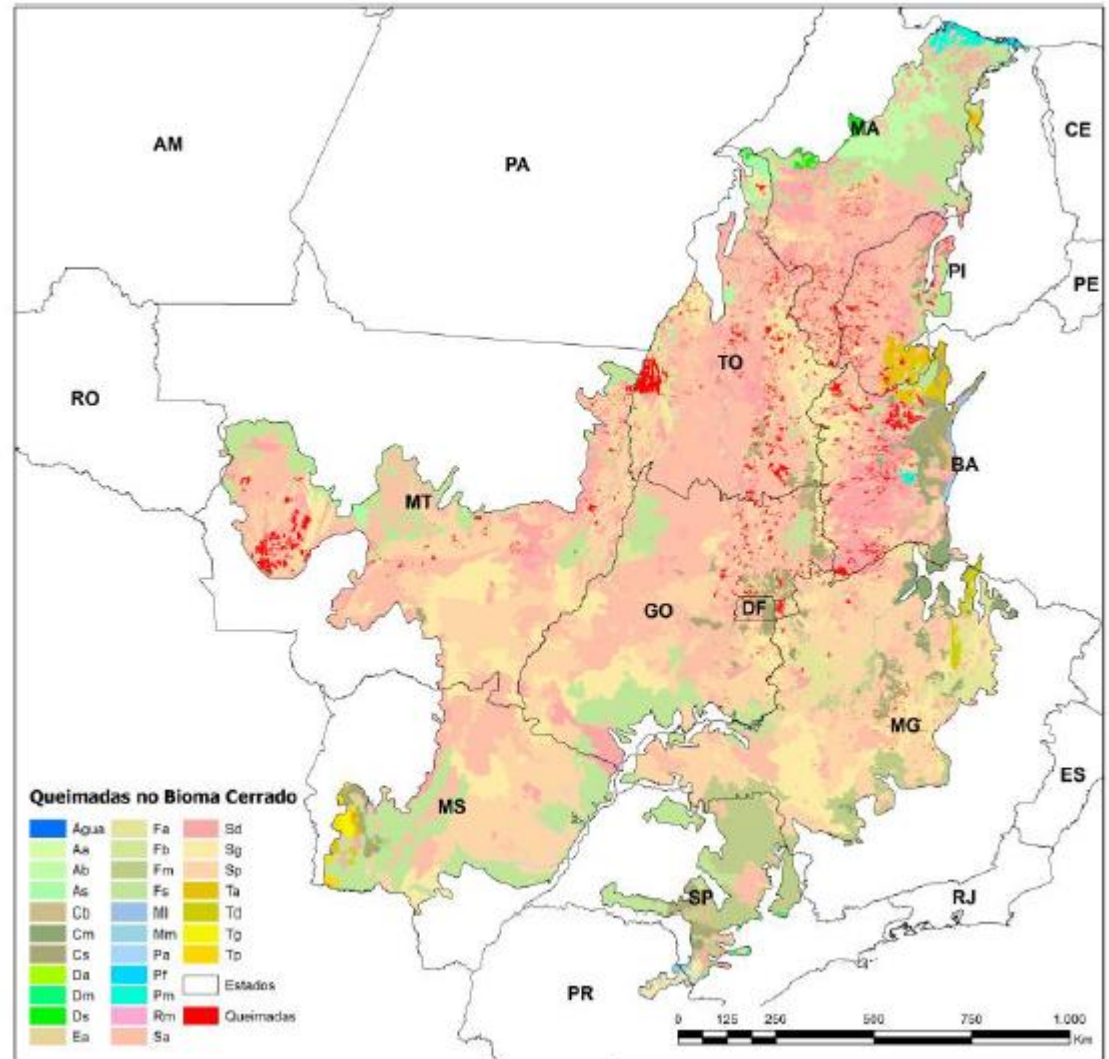 AM
PA
MA
CE
PI
PE
TO
RO
BA
MT
GO
DF
MG
ES
MS
SP
RJ
PR
Queimadas no Bioma Cerrado
Água
Aa
Ab
As
Cb
Cm
Cs
Da
Dm
Ds
Ea
Fa
Fb
Fm
Fs
Ml
Mm
Pa
Pf
Pm
Rm
Sa
Sd
Sg
Sp
Ta
Td
Tg
Tp
Estados
Queimadas
0 125 250 500 750 1.000
Km